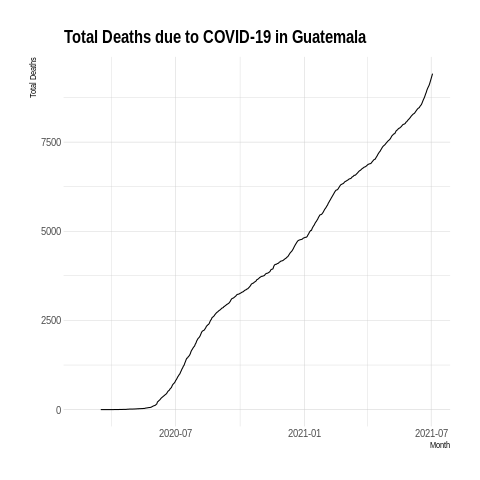 Total Deaths due to COVID-19 in Guatemala
Total Deaths
7500
5000
2500
0
2020-07
2021-01
2021-07
Month